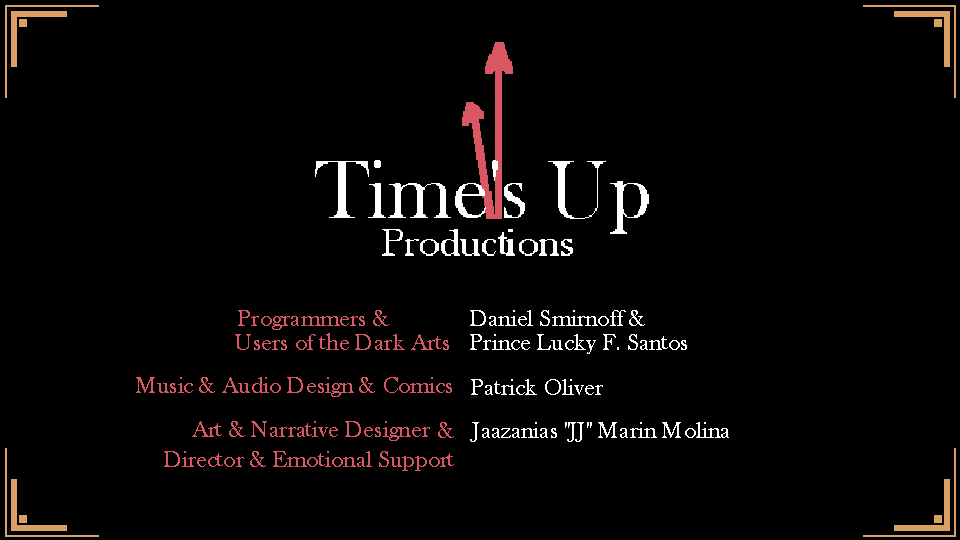 Time's Up
Productions
Programmers & Daniel Smirnoff &
Users of the Dark Arts Prince Lucky F. Santos
Music & Audio Design & Comics Patrick Oliver
Art & Narrative Designer & Jaazanias "JJ" Marin Molina
Director & Emotional Support